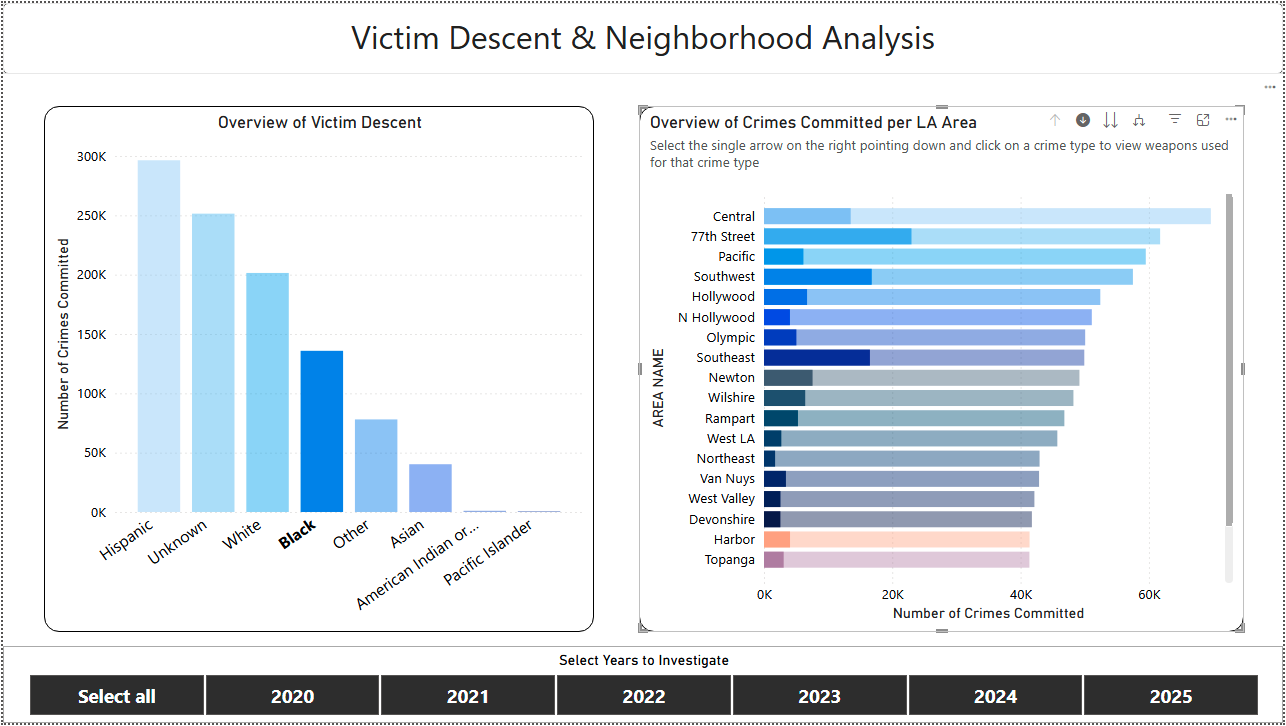 Victim Descent & Neighborhood Analysis
Overview of Victim Descent
Number of Crimes Committed
300K
250K
200K
150K
100K
50K
0K
Hispanic
Unknown
White
Black
Other
Asian
American Indian or...
Pacific Islander
Overview of Crimes Committed per LA Area
Select the single arrow on the right pointing down and click on a crime type to view weapons used
for that crime type
AREA NAME
Central
77th Street
Pacific
Southwest
Hollywood
N Hollywood
Olympic
Southeast
Newton
Wilshire
Rampart
West LA
Northeast
Van Nuys
West Valley
Devonshire
Harbor
Topanga
0K
20K
40K
60K
Number of Crimes Committed
Select Years to Investigate
Select all
2020
2021
2022
2023
2024
2025